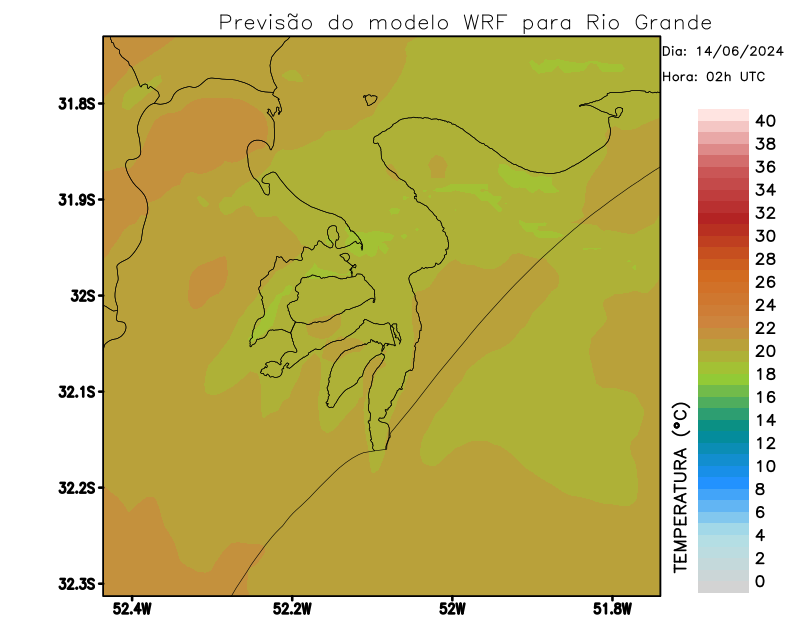 Previsão do modelo WRF para Rio Grande
Dia: 14/06/2024
Hora: 02h UTC
31.8S
31.9S
32S
32.1S
32.2S
32.3S
52.4W
52.2W
52W
51.8W
TEMPERATURA (°C)
40
38
36
34
32
30
28
26
24
22
20
18
16
14
12
10
8
6
4
2
0